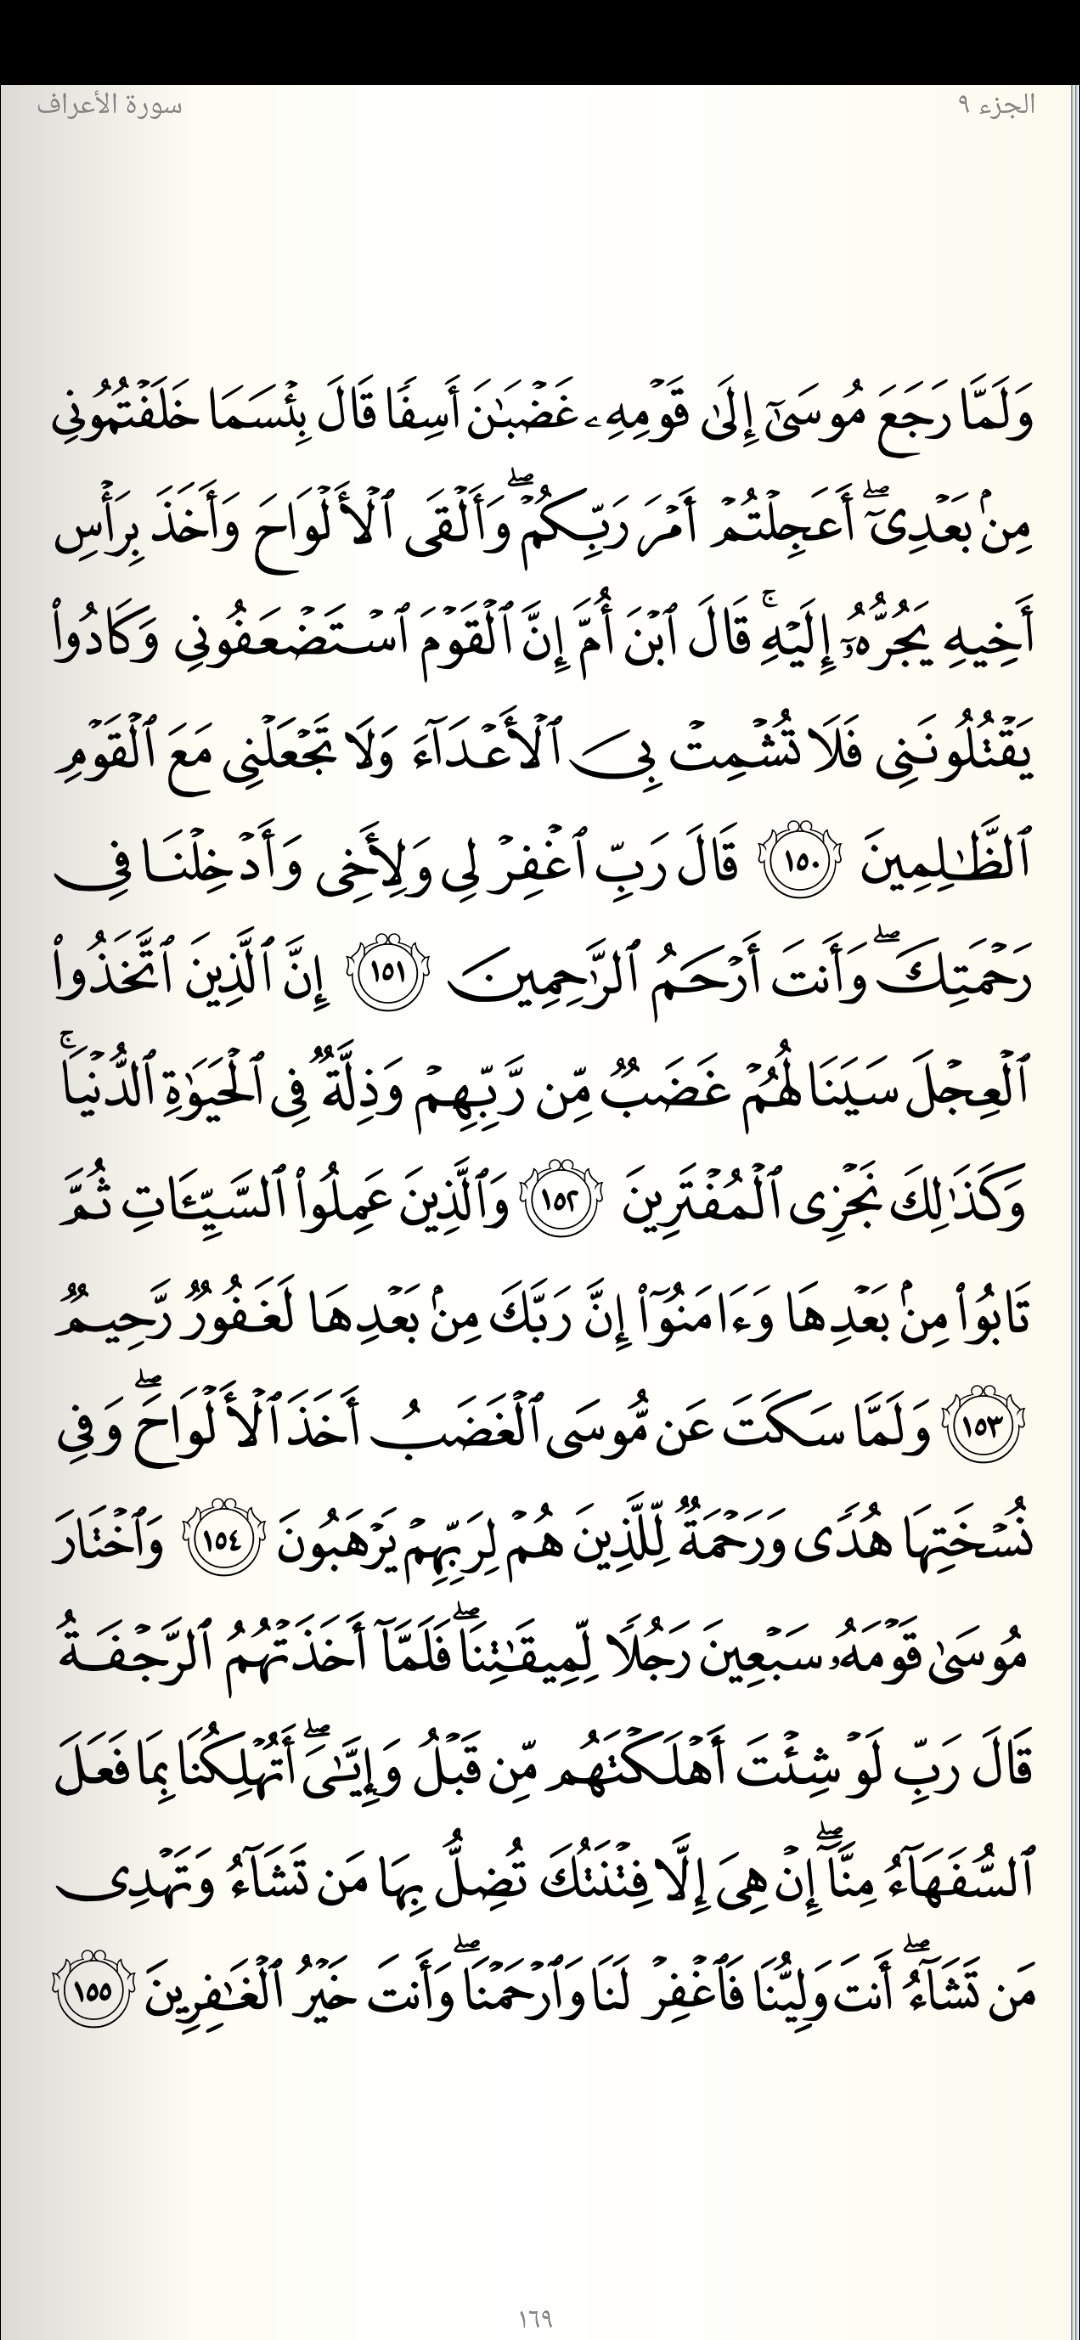 الجزء ٩
سورة الأعراف
وَلَمَّا رَجَعَ مُوسَىٰٓ إِلَىٰ قَوْمِهِۦ غَضْبَٰنَ أَسِفًا قَالَ بِئْسَمَا خَلَفْتُمُونِي
مِنۢ بَعْدِىٓۖ أَعَجِلْتُمْ أَمْرَ رَبِّكُمْۖ وَأَلْقَى ٱلْأَلْوَاحَ وَأَخَذَ بِرَأْسِ
أَخِيهِ يَجُرُّهُۥٓ إِلَيْهِۚ قَالَ ٱبْنَ أُمَّ إِنَّ ٱلْقَوْمَ ٱسْتَضْعَفُونِي وَكَادُوا۟
يَقْتُلُونَنِى فَلَا تُشْمِتْ بِىَ ٱلْأَعْدَآءَ وَلَا تَجْعَلْنِى مَعَ ٱلْقَوْمِ
ٱلظَّٰلِمِينَ ١٥٠ قَالَ رَبِّ ٱغْفِرْ لِى وَلِأَخِى وَأَدْخِلْنَا فِى
رَحْمَتِكَۖ وَأَنتَ أَرْحَمُ ٱلرَّٰحِمِينَ ١٥١ إِنَّ ٱلَّذِينَ ٱتَّخَذُوا۟
ٱلْعِجْلَ سَيَنَالُهُمْ غَضَبٌ مِّن رَّبِّهِمْ وَذِلَّةٌ فِى ٱلْحَيَوٰةِ ٱلدُّنْيَاۚ
وَكَذَٰلِكَ نَجْزِى ٱلْمُفْتَرِينَ ١٥٢ وَٱلَّذِينَ عَمِلُوا۟ ٱلسَّيِّـَٔاتِ ثُمَّ
تَابُوا۟ مِنۢ بَعْدِهَا وَءَامَنُوٓا۟ إِنَّ رَبَّكَ مِنۢ بَعْدِهَا لَغَفُورٌ رَّحِيمٌ
١٥٣ وَلَمَّا سَكَتَ عَن مُّوسَى ٱلْغَضَبُ أَخَذَ ٱلْأَلْوَاحَۖ وَفِى
نُسْخَتِهَا هُدًى وَرَحْمَةٌ لِّلَّذِينَ هُمْ لِرَبِّهِمْ يَرْهَبُونَ ١٥٤ وَٱخْتَارَ
مُوسَىٰ قَوْمَهُۥ سَبْعِينَ رَجُلًا لِّمِيقَٰتِنَاۖ فَلَمَّآ أَخَذَتْهُمُ ٱلرَّجْفَةُ
قَالَ رَبِّ لَوْ شِئْتَ أَهْلَكْتَهُم مِّن قَبْلُ وَإِيَّٰىَۖ أَتُهْلِكُنَا بِمَا فَعَلَ
ٱلسُّفَهَآءُ مِنَّآۖ إِنْ هِىَ إِلَّا فِتْنَتُكَ تُضِلُّ بِهَا مَن تَشَآءُ وَتَهْدِى
مَن تَشَآءُۖ أَنتَ وَلِيُّنَا فَٱغْفِرْ لَنَا وَٱرْحَمْنَاۖ وَأَنتَ خَيْرُ ٱلْغَٰفِرِينَ ١٥٥
١٦٩